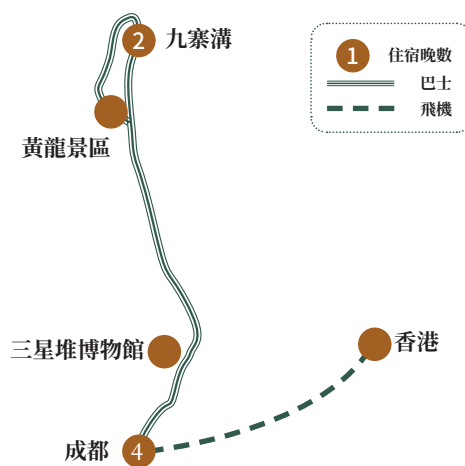 2 九寨溝
1 住宿晚數
巴士
飛機
黃龍景區
三星堆博物館
香港
成都 4